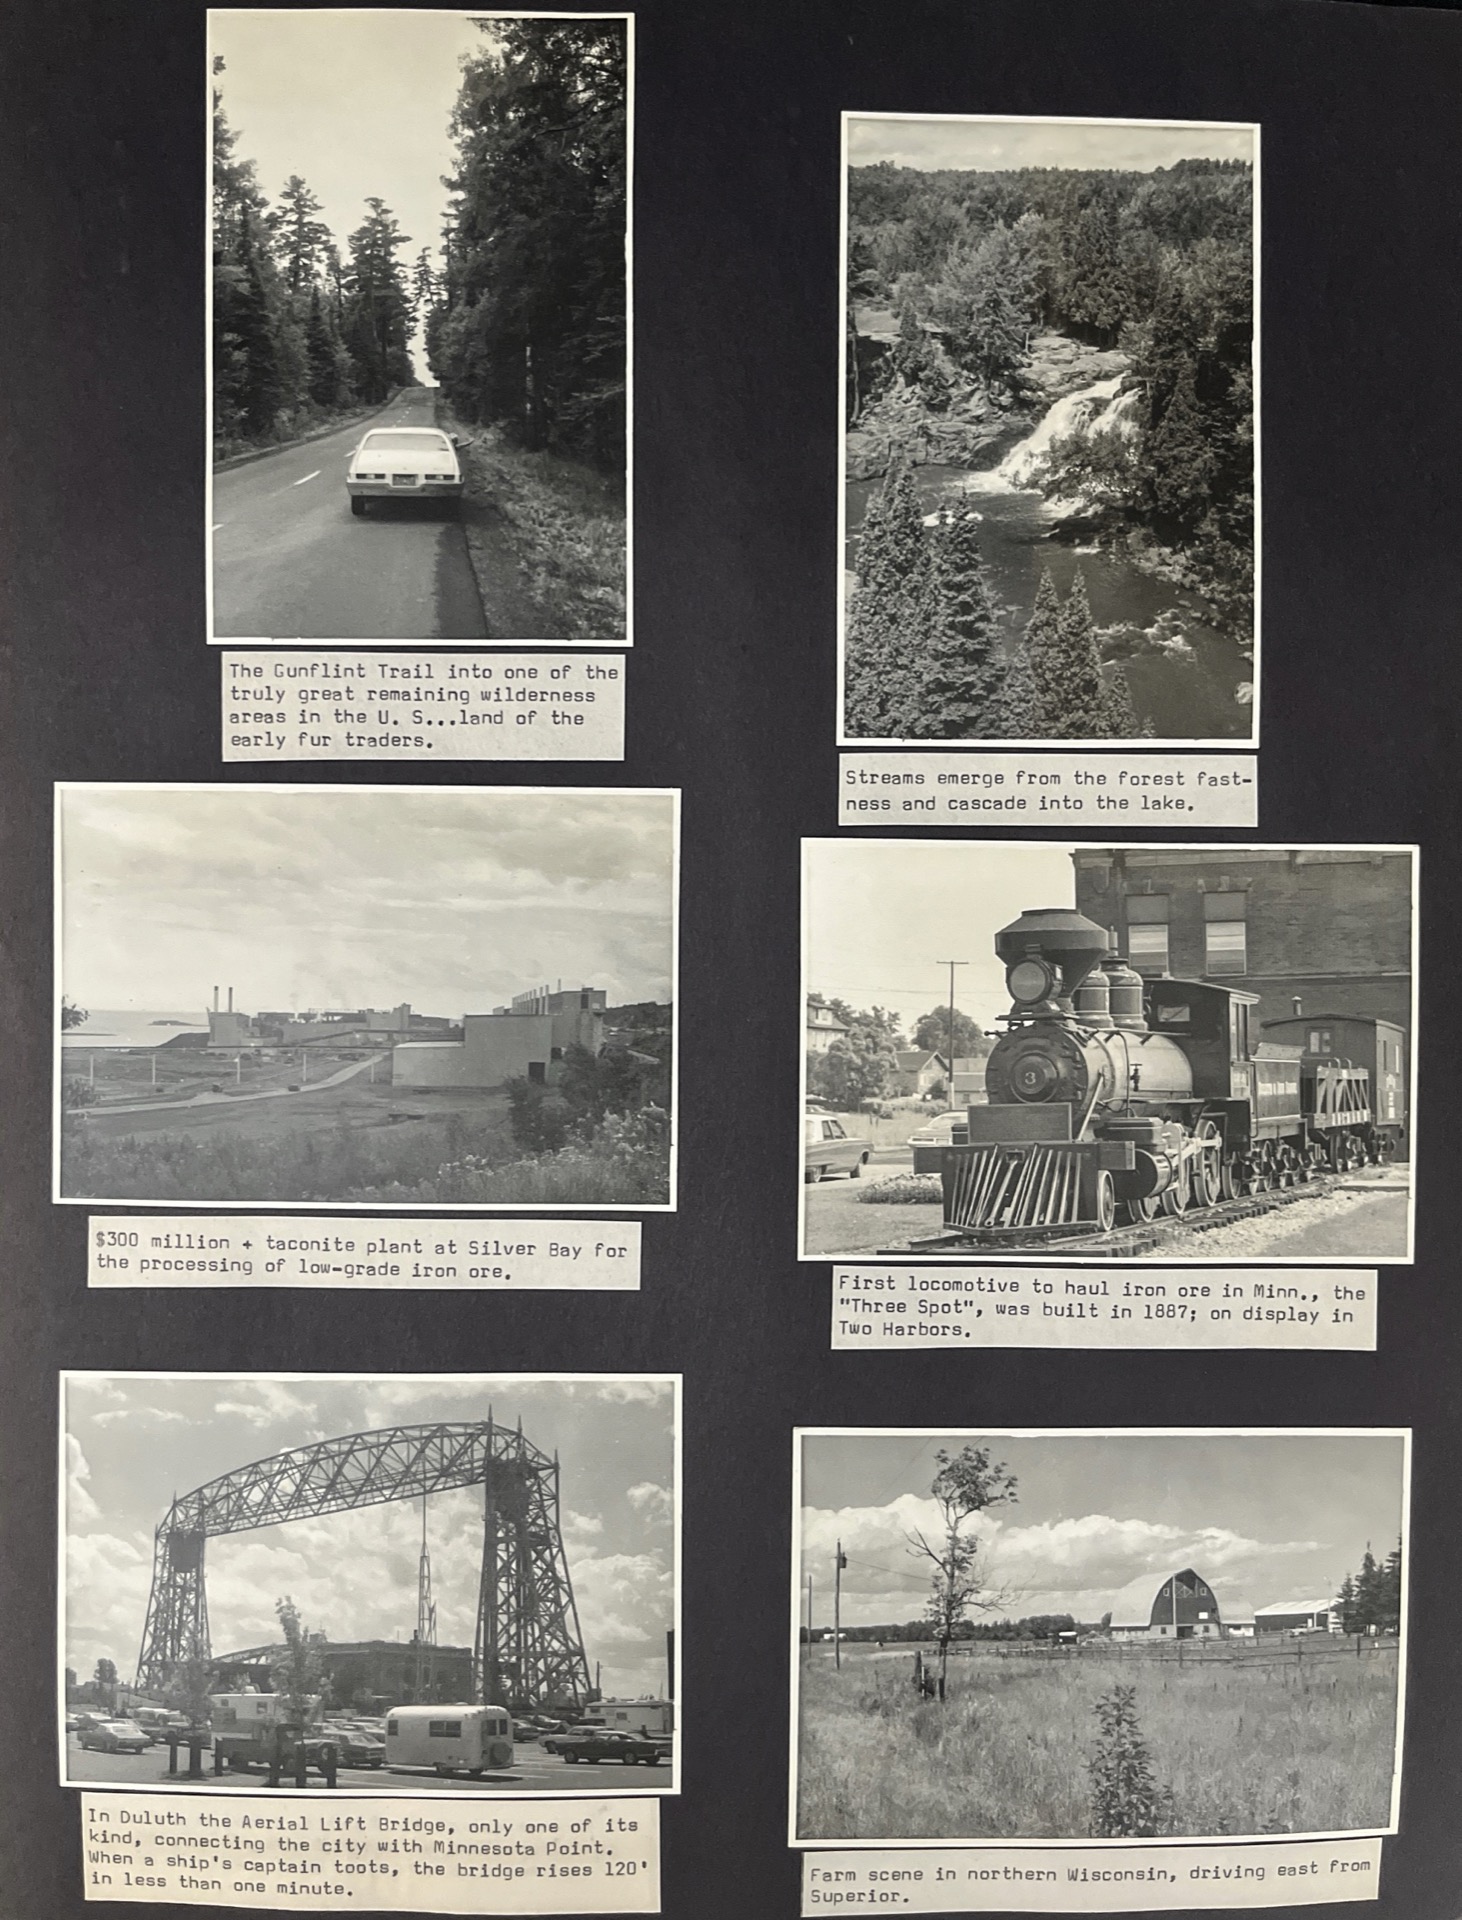 The Gunflint Trail into one of the
truly great remaining wilderness
areas in the U. S...land of the
early fur traders.
Streams emerge from the forest fast-
ness and cascade into the lake.
$300 million + taconite plant at Silver Bay for
the processing of low-grade iron ore.
3
First locomotive to haul iron ore in Minn., the
"Three Spot", was built in 1887; on display in
Two Harbors.
In Duluth the Aerial Lift Bridge, only one of its
kind, connecting the city with Minnesota Point.
When a ship's captain toots, the bridge rises 120'
in less than one minute.
Farm scene in northern Wisconsin, driving east from
Superior.